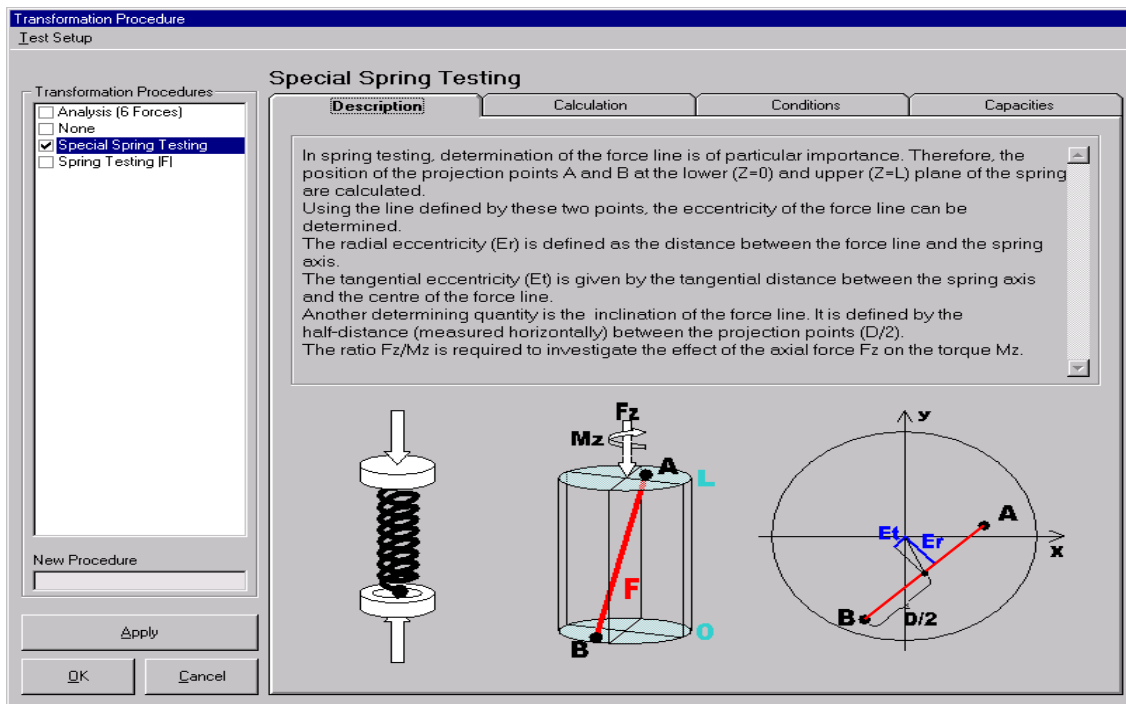 Transformation Procedure
Test Setup
Transformation Procedures
Analysis (6 Forces)
None
Special Spring Testing
Spring Testing |F|
New Procedure
Apply
OK
Cancel
Special Spring Testing
Description
Calculation
Conditions
Capacities
In spring testing, determination of the force line is of particular importance. Therefore, the
position of the projection points A and B at the lower (Z=0) and upper (Z=L) plane of the spring
are calculated.
Using the line defined by these two points, the eccentricity of the force line can be
determined.
The radial eccentricity (Er) is defined as the distance between the force line and the spring
axis.
The tangential eccentricity (Et) is given by the tangential distance between the spring axis
and the centre of the force line.
Another determining quantity is the inclination of the force line. It is defined by the
half-distance (measured horizontally) between the projection points (D/2).
The ratio Fz/Mz is required to investigate the effect of the axial force Fz on the torque Mz.
Fz
Mz
A
L
F
0
B
y
A
Et
Er
x
B
D/2